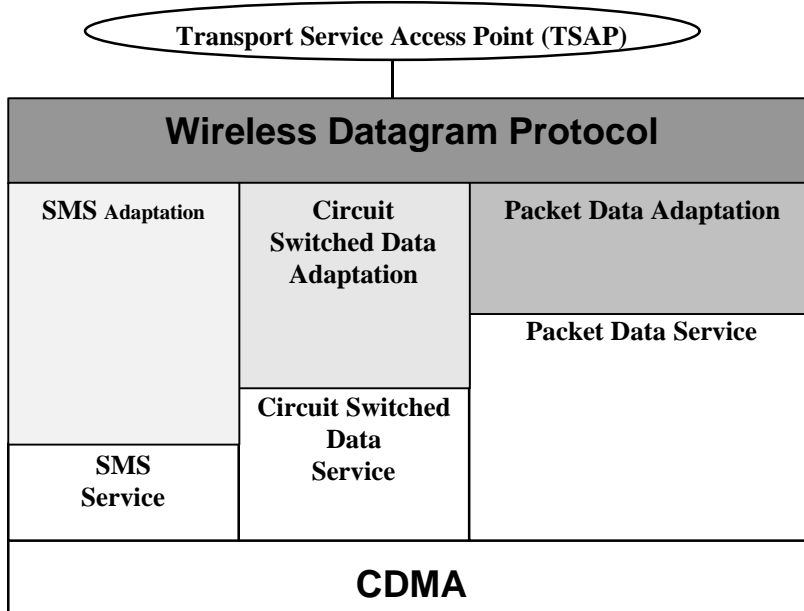 Transport Service Access Point (TSAP)
Wireless Datagram Protocol
SMS Adaptation
Circuit
Switched Data
Adaptation
Packet Data Adaptation
Packet Data Service
Circuit Switched
Data
Service
SMS
Service
CDMA